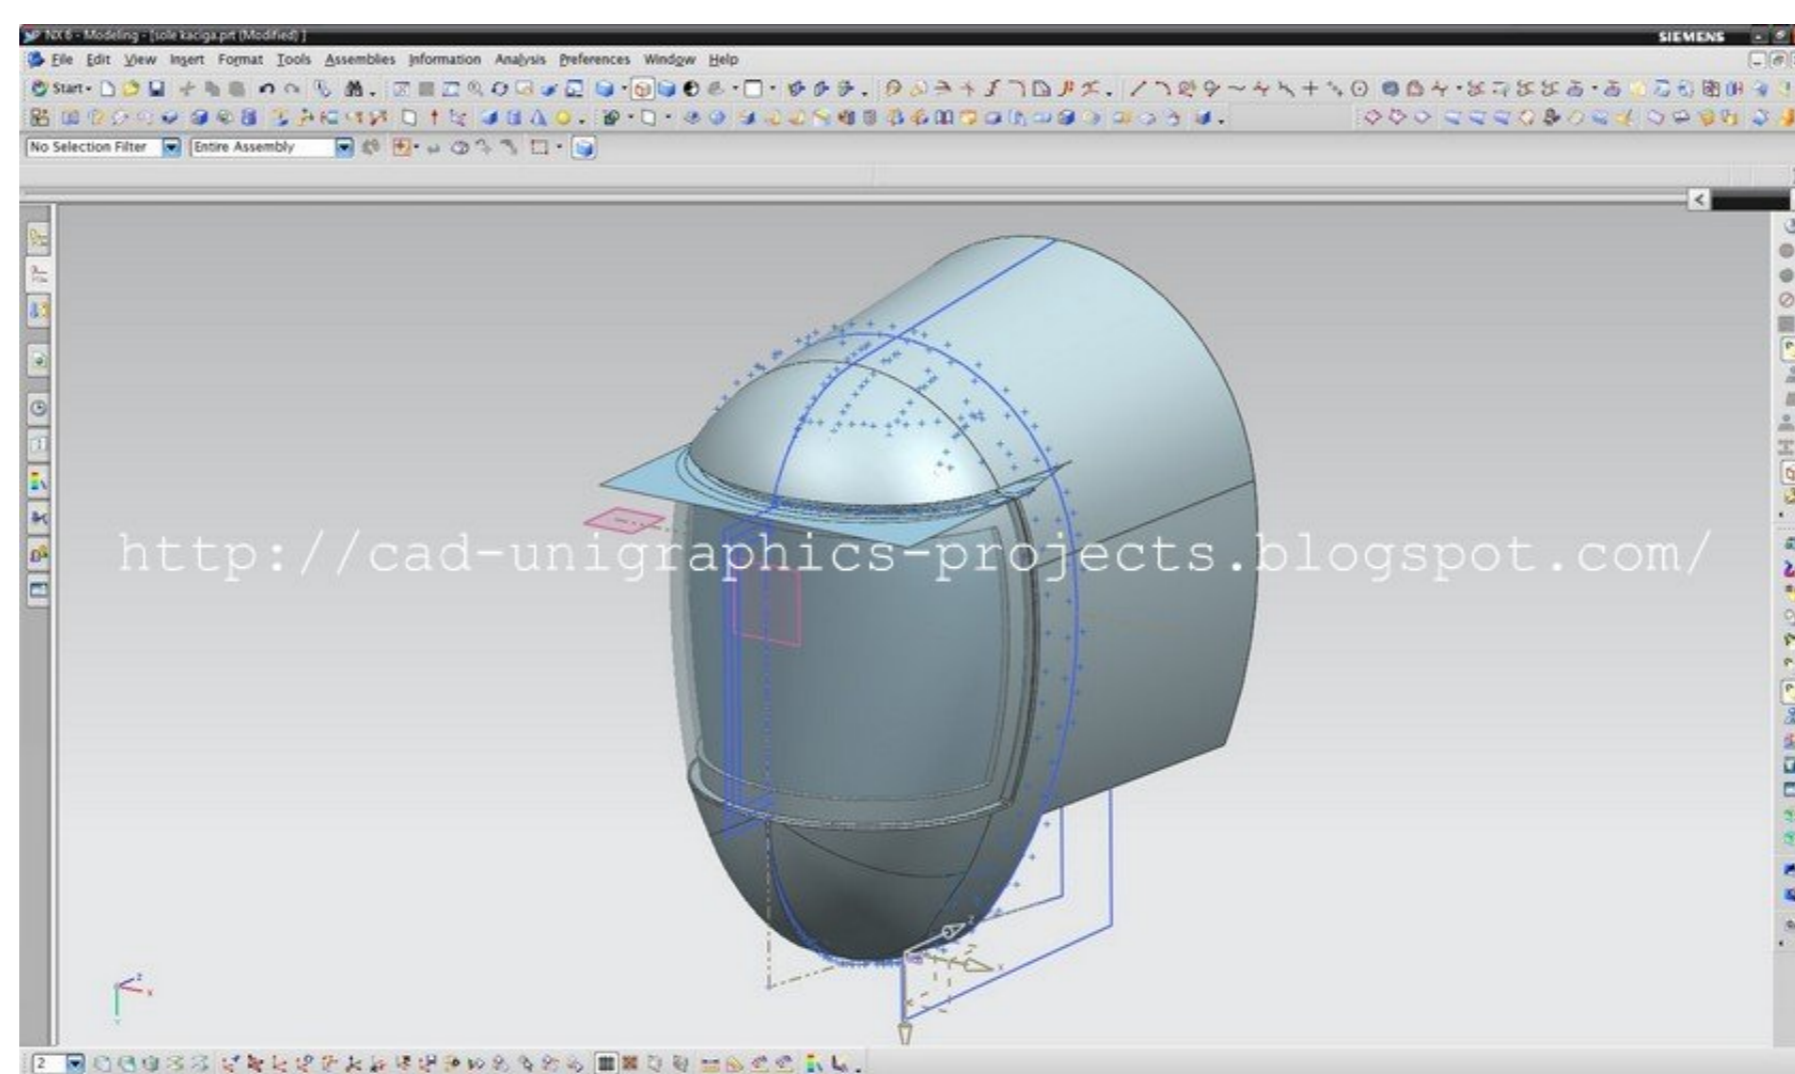 NX 6 - Modeling - [sole kaciga.prt (Modified) ]
SIEMENS
File Edit View Insert Format Tools Assemblies Information Analysis Preferences Window Help
Start
No Selection Filter
Entire Assembly
http://cad-unigraphics-projects.blogspot.com/
Z
X
Y
2